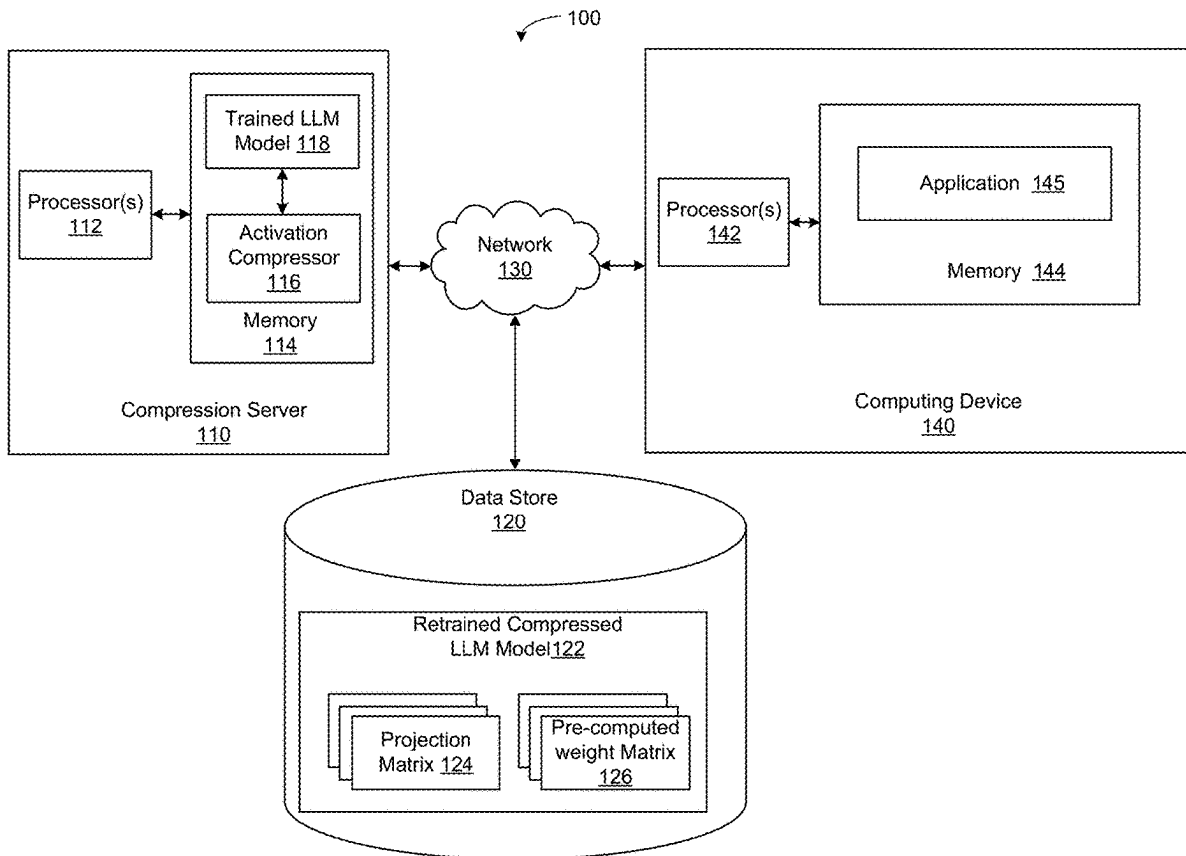 100
Trained LLM
Model 118
Processor(s)
112
Activation
Compressor
116
Memory
114
Compression Server
110
Network
130
Processor(s)
142
Application 145
Memory 144
Computing Device
140
Data Store
120
Retrained Compressed
LLM Model122
Projection
Matrix 124
Pre-computed
weight Matrix
126